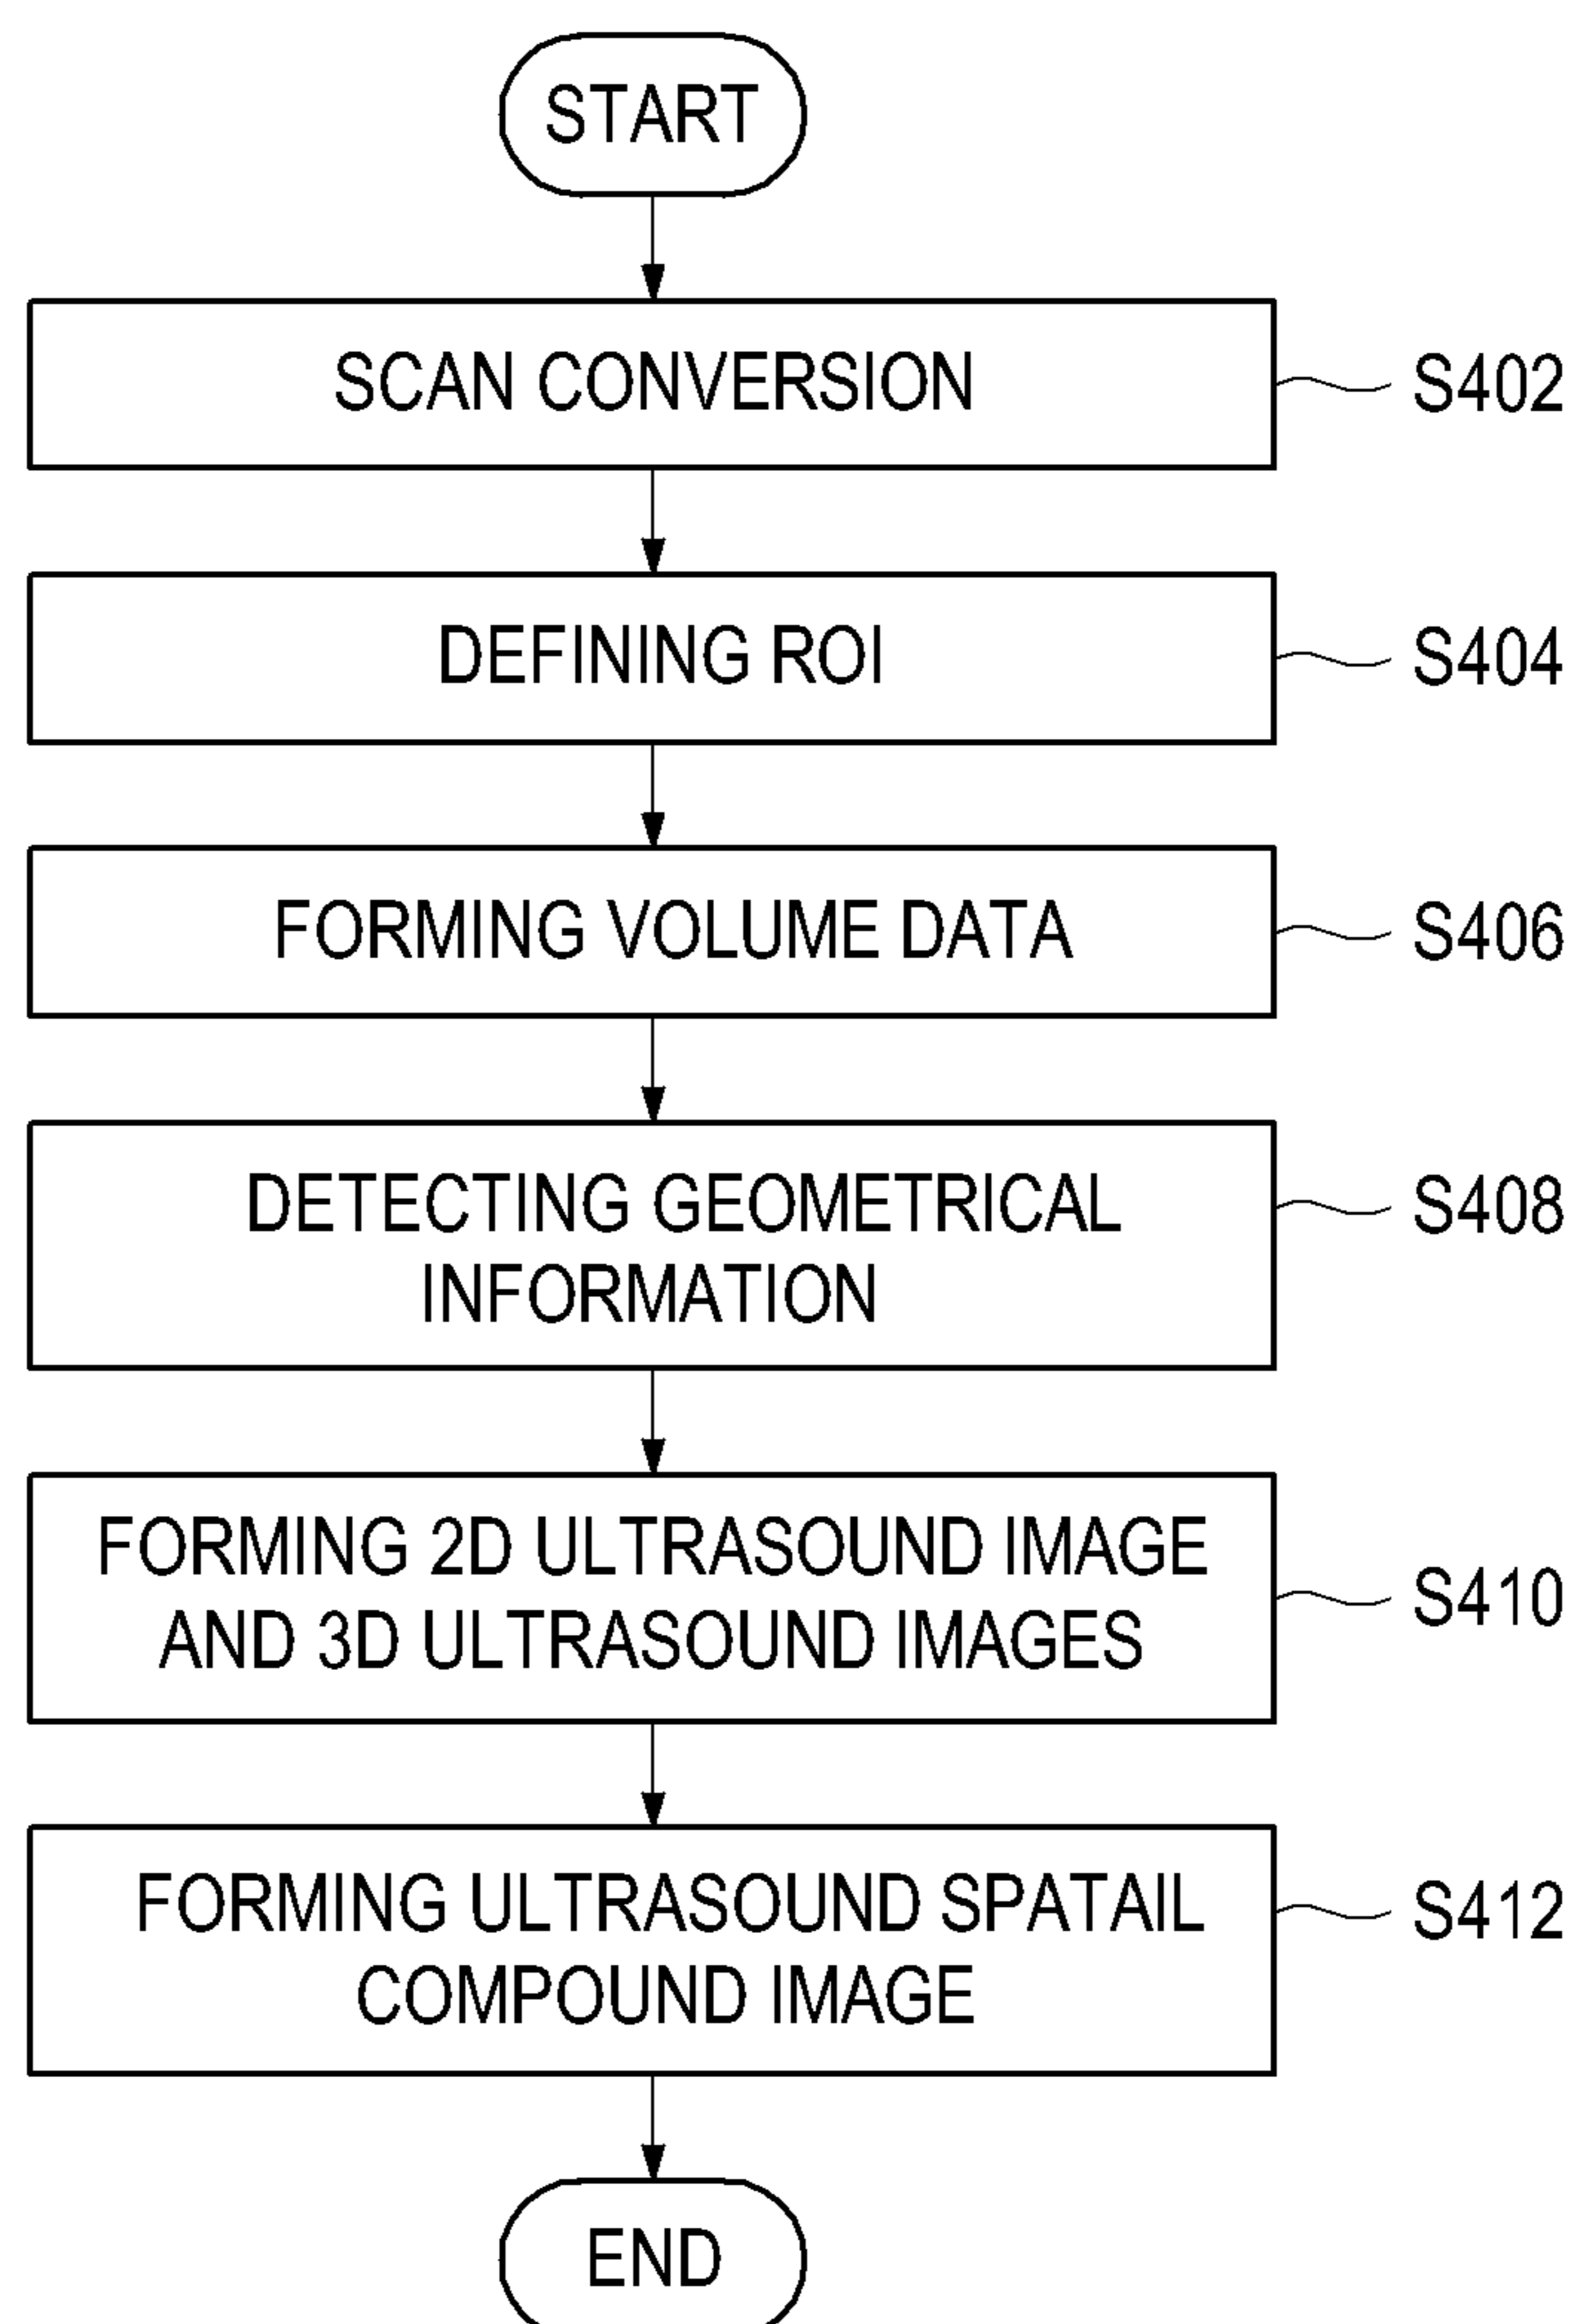 START
SCAN CONVERSION
S402
DEFINING ROI
S404
FORMING VOLUME DATA
S406
DETECTING GEOMETRICAL
INFORMATION
S408
FORMING 2D ULTRASOUND IMAGE
AND 3D ULTRASOUND IMAGES
S410
FORMING ULTRASOUND SPATAIL
COMPOUND IMAGE
S412
END